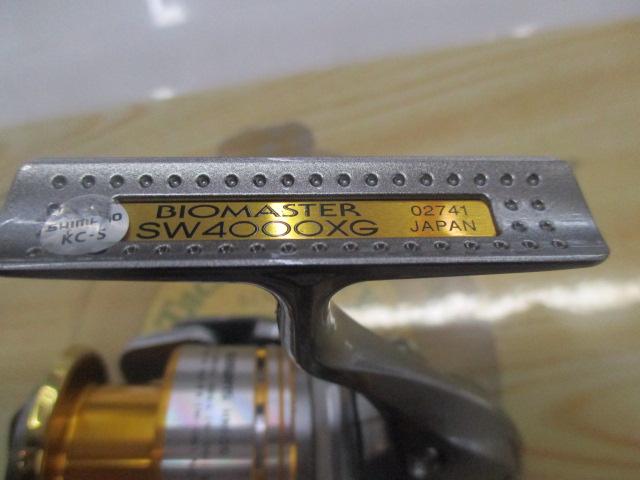 BIOMASTER
SW4000XG
02741
JAPAN
SHIMANO
KC-S